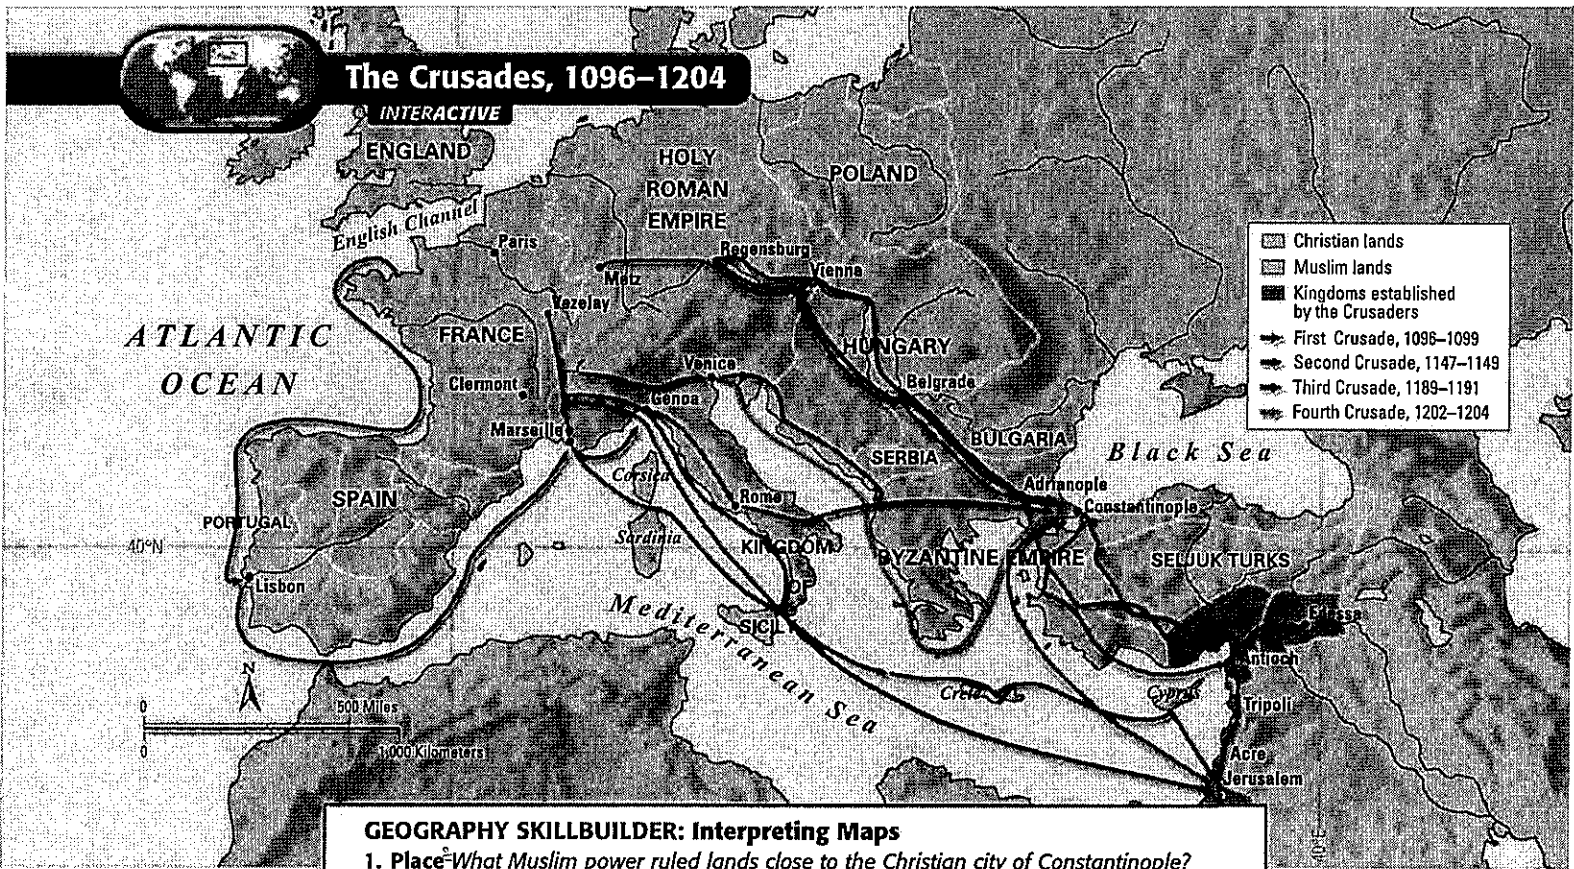 The Crusades, 1096–1204
INTERACTIVE
ENGLAND
HOLY
ROMAN
EMPIRE
POLAND
English Channel
Paris
Regensburg
Metz
Vienna
Vezelay
ATLANTIC
OCEAN
FRANCE
HUNGARY
Venice
Clermont
Belgrade
Genoa
Marseille
BULGARIA
SERBIA
Black Sea
Corsica
Adrianople
SPAIN
Rome
Constantinople
PORTUGAL
Sardinia
40°N
KINGDOM
BYZANTINE EMPIRE
SELJUK TURKS
Lisbon
Mediterranean Sea
SICILY
Edessa
Antioch
Crete
Cyprus
Tripoli
N
0
500 Miles
0
1,000 Kilometers
Acre
Jerusalem
Christian lands
Muslim lands
Kingdoms established
by the Crusaders
First Crusade, 1096–1099
Second Crusade, 1147–1149
Third Crusade, 1189–1191
Fourth Crusade, 1202–1204
GEOGRAPHY SKILLBUILDER: Interpreting Maps
1. Place What Muslim power ruled lands close to the Christian city of Constantinople?
40°E